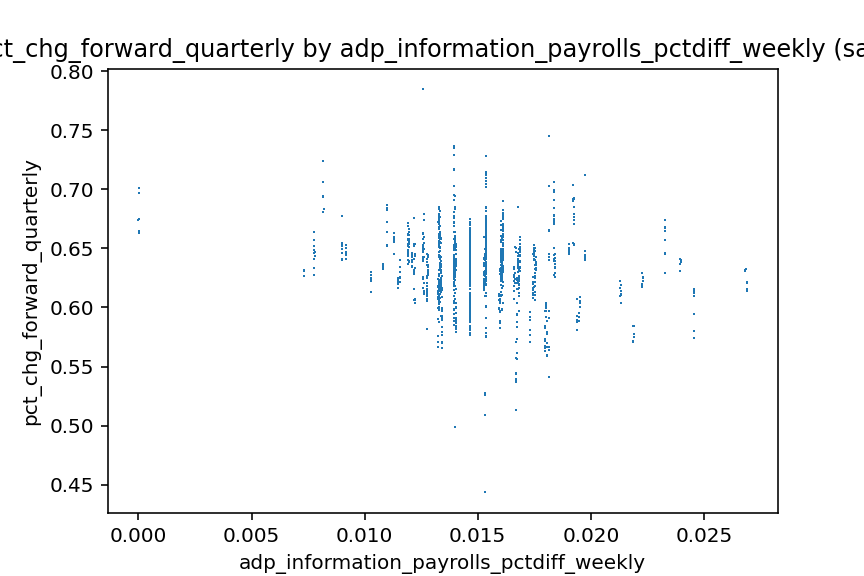 ct_chg_forward_quarterly by adp_information_payrolls_pctdiff_weekly (sa
0.80
0.75
0.70
0.65
0.60
0.55
0.50
0.45
pct_chg_forward_quarterly
0.000 0.005 0.010 0.015 0.020 0.025
adp_information_payrolls_pctdiff_weekly